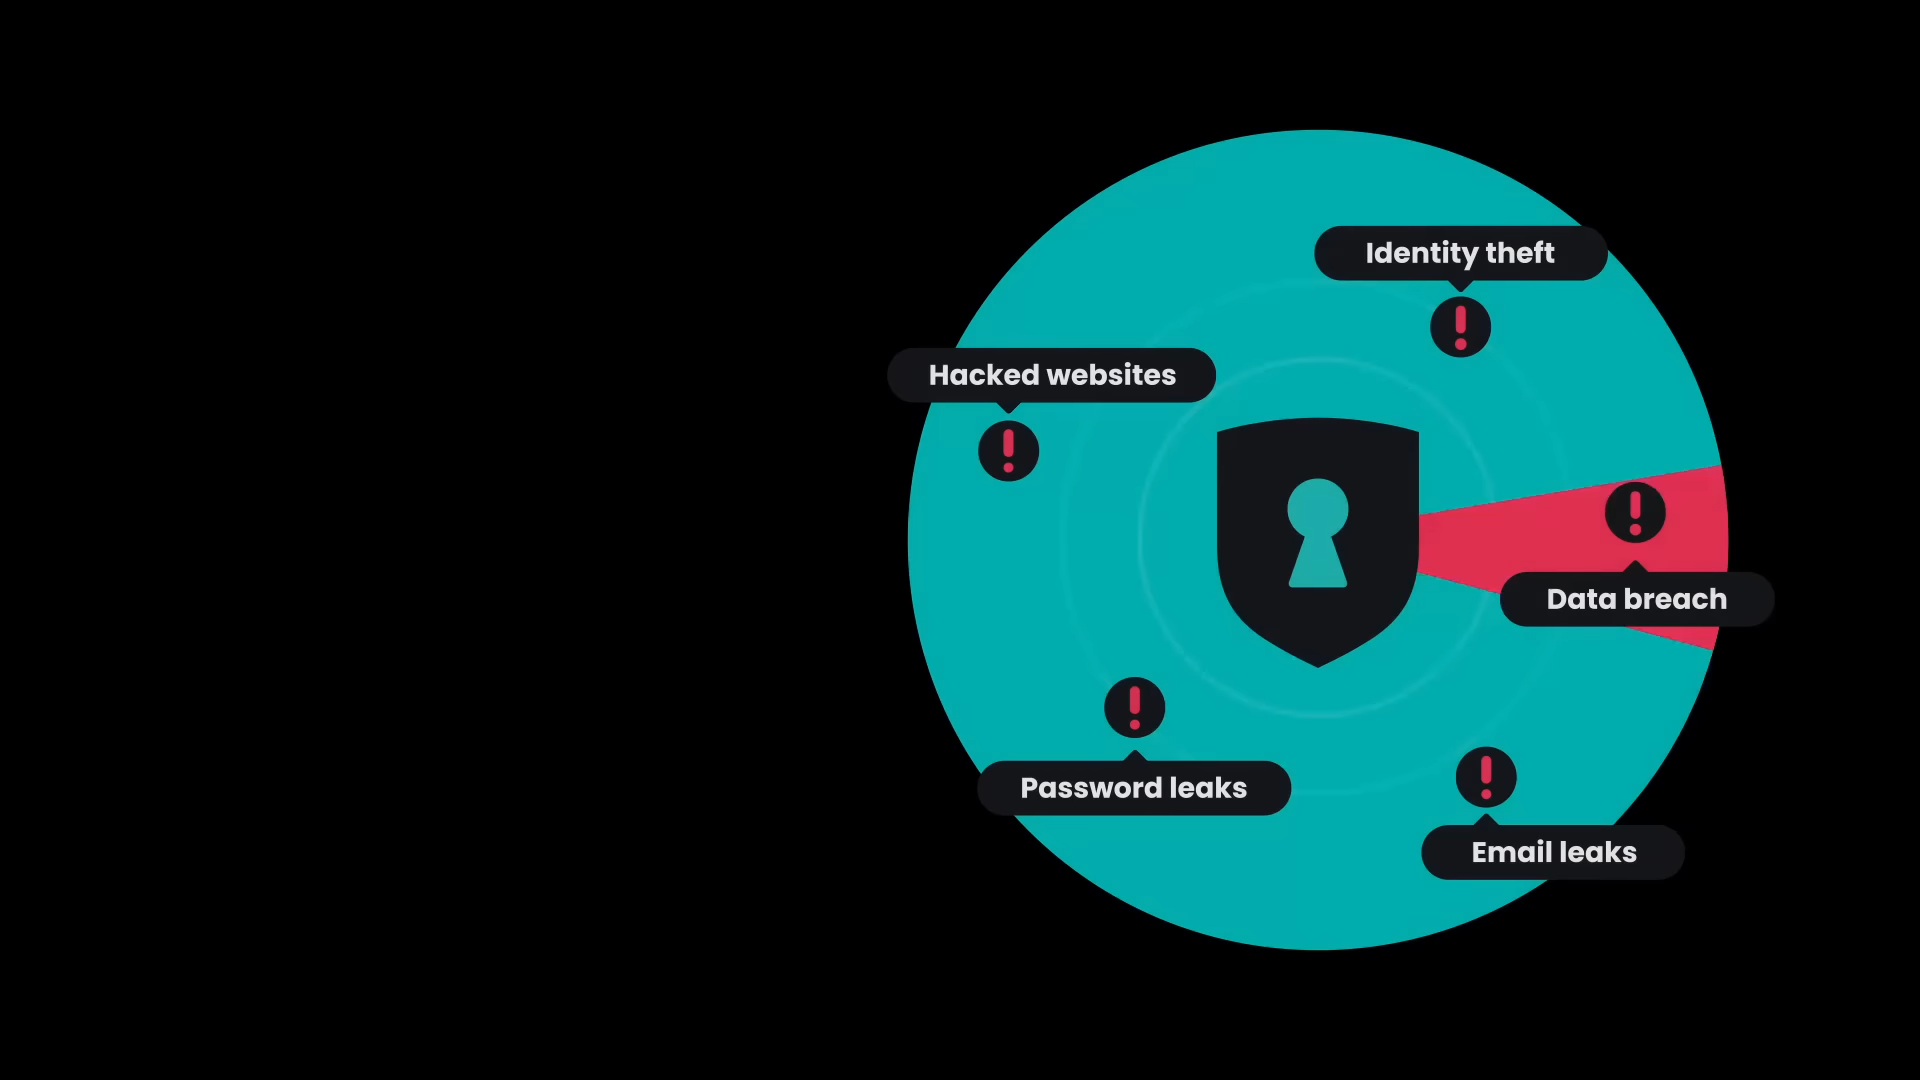 Identity theft
Hacked websites
Data breach
Password leaks
Email leaks